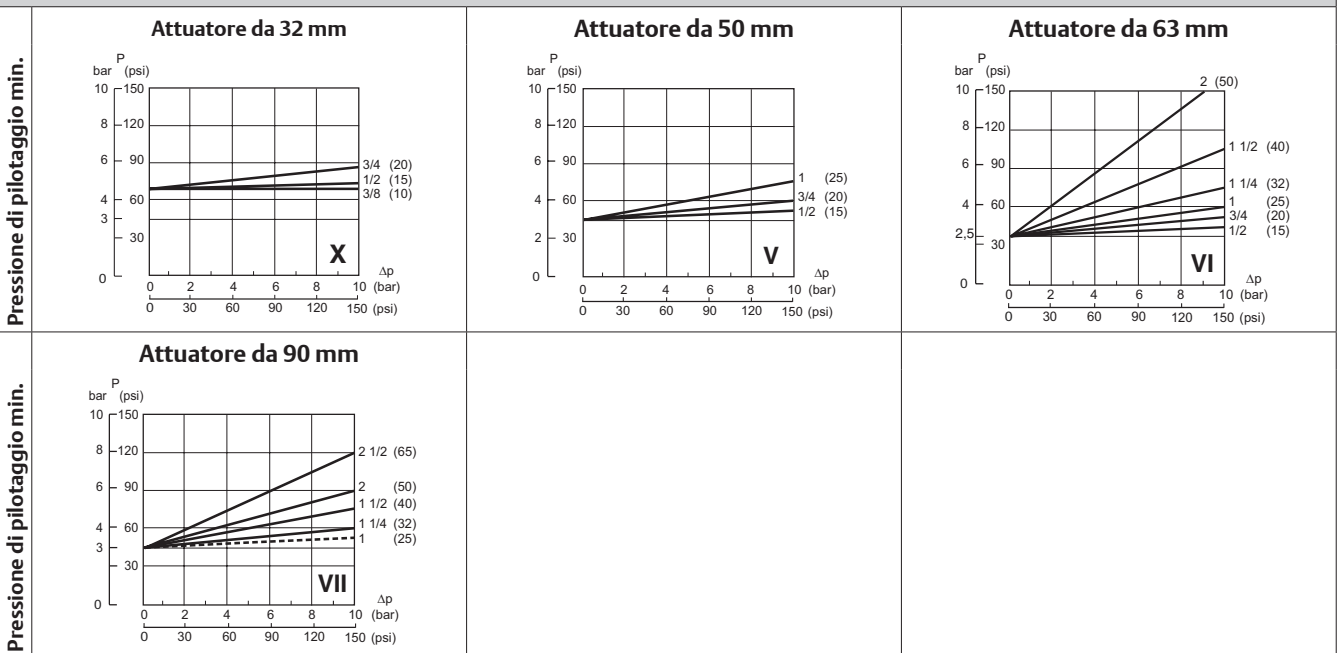 Pressione di pilotaggio min.
Attuatore da 32 mm
P
bar (psi)
10 150
8 120
6 90
4 60
3
30
0
3/4 (20)
1/2 (15)
3/8 (10)
X
Δp
0 2 4 6 8 10 (bar)
0 30 60 90 120 150 (psi)
Attuatore da 50 mm
P
bar (psi)
10 150
8 120
6 90
4 60
2 30
0
1 (25)
3/4 (20)
1/2 (15)
V
Δp
0 2 4 6 8 10 (bar)
0 30 60 90 120 150 (psi)
Attuatore da 63 mm
P
bar (psi)
10 150
8 120
6 90
4 60
2,5
30
0
2 (50)
1 1/2 (40)
1 1/4 (32)
1 (25)
3/4 (20)
1/2 (15)
VI
Δp
0 2 4 6 8 10 (bar)
0 30 60 90 120 150 (psi)
Pressione di pilotaggio min.
Attuatore da 90 mm
P
bar (psi)
10 150
8 120
6 90
4 60
3
30
0
2 1/2 (65)
2 (50)
1 1/2 (40)
1 1/4 (32)
1 (25)
VII
Δp
0 2 4 6 8 10 (bar)
0 30 60 90 120 150 (psi)